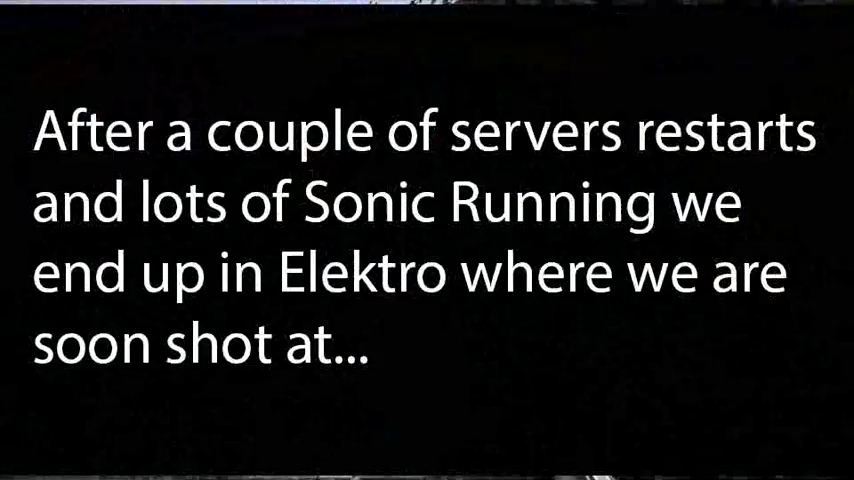 After a couple of servers restarts
and lots of Sonic Running we
end up in Elektro where we are
soon shot at...